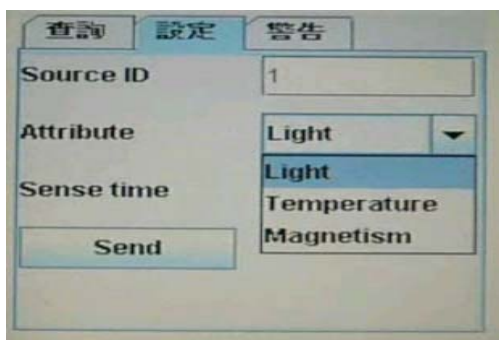 查詢 設定 警告
Source ID 1
Attribute Light
Light
Sense time
Temperature
Send Magnetism